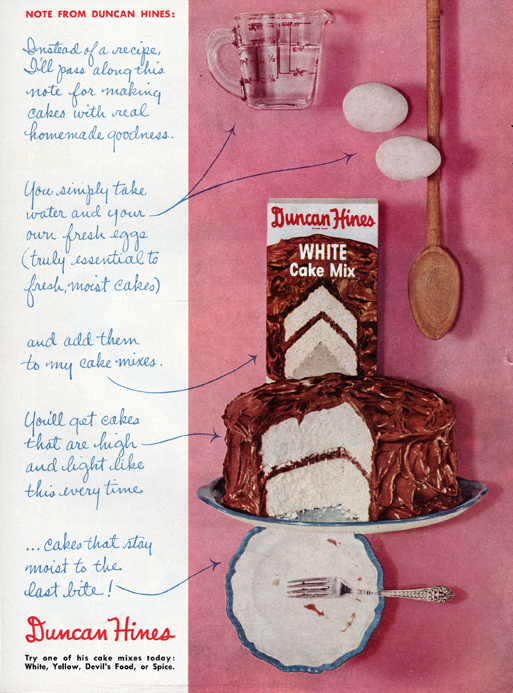 NOTE FROM DUNCAN HINES:
Instead of a recipe,
I'll pass along this
note for making
cakes with real
homemade goodness.
You simply take
water and your
own fresh eggs
(truly essential to
fresh, moist cakes)
and add them
to my cake mixes.
You'll get cakes
that are high
and light like
this every time
...cakes that stay
moist to the
last bite!
Duncan Hines
Try one of his cake mixes today:
White, Yellow, Devil's Food, or Spice.
Duncan Hines
WHITE
Cake Mix